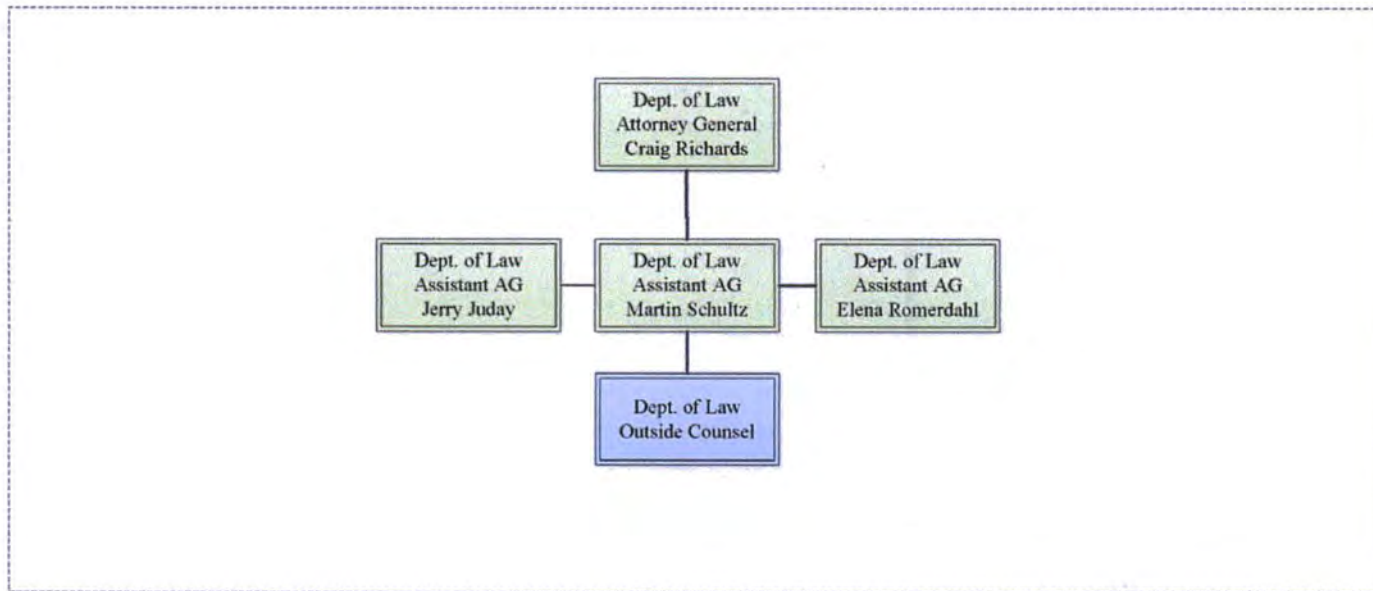 Dept. of Law
Attorney General
Craig Richards
Dept. of Law
Assistant AG
Jerry Juday
Dept. of Law
Assistant AG
Martin Schultz
Dept. of Law
Assistant AG
Elena Romerdahl
Dept. of Law
Outside Counsel